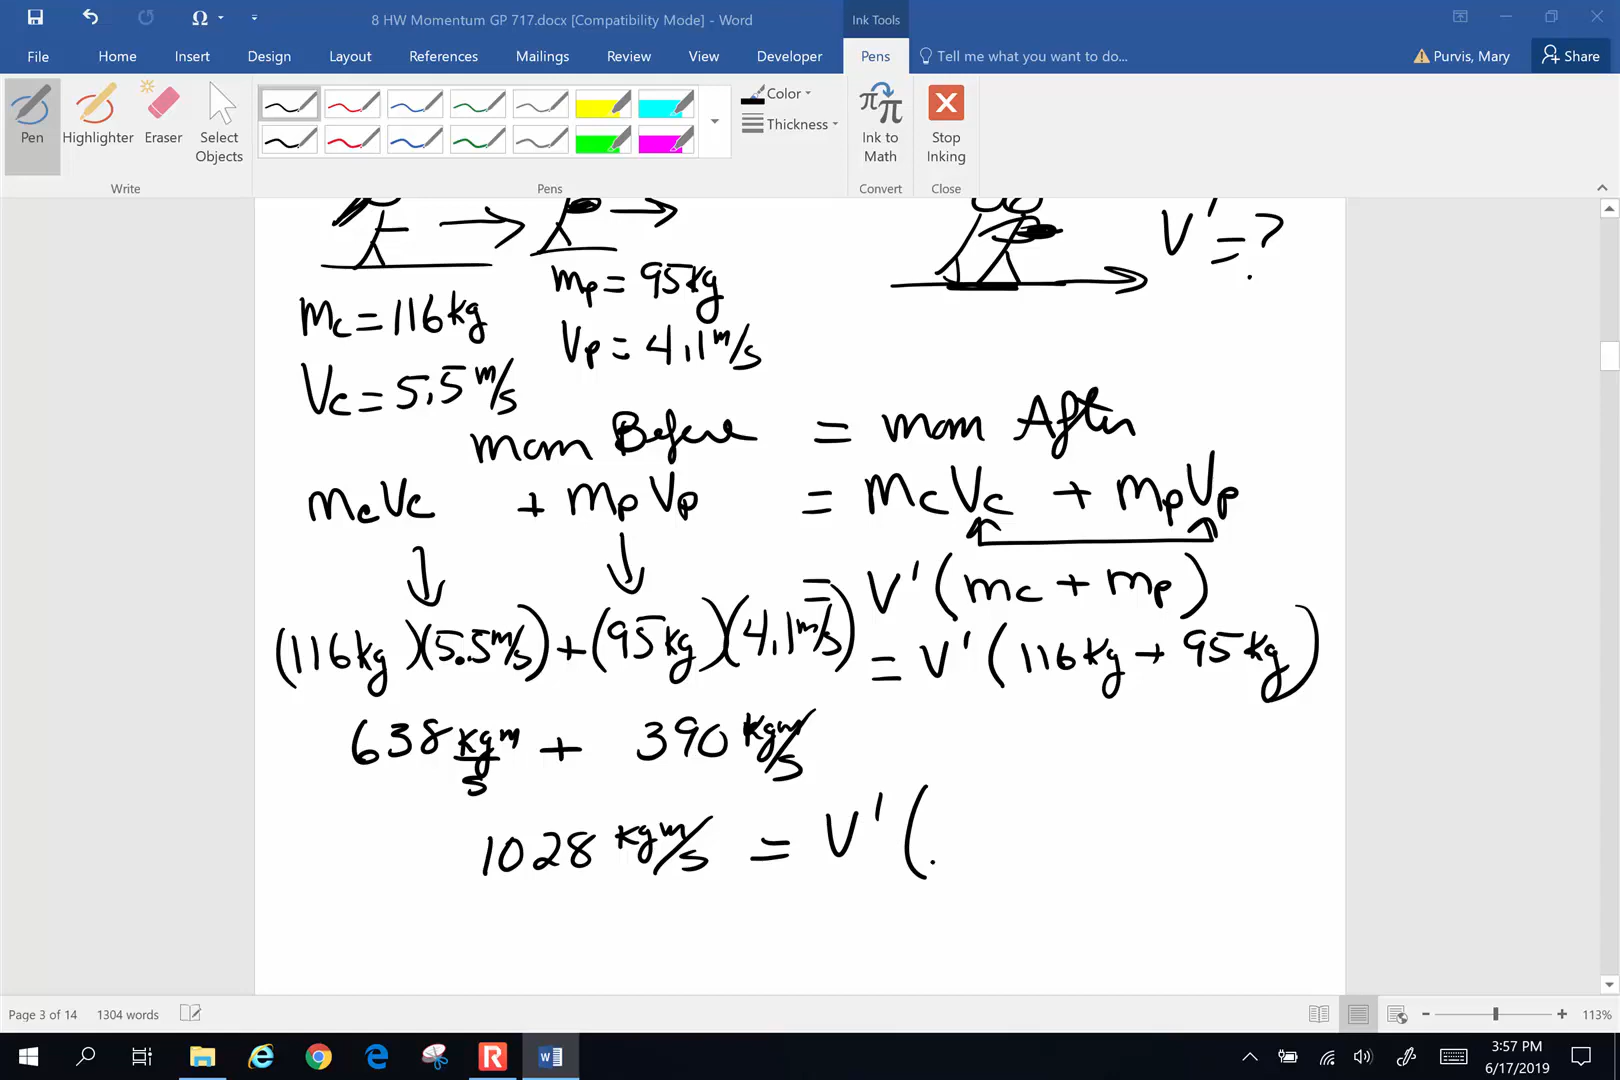 8 HW Momentum GP 717.docx [Compatibility Mode] - Word
Ink Tools
File Home Insert Design Layout References Mailings Review View Developer Pens Tell me what you want to do... Purvis, Mary Share
Pen Highlighter Eraser Select Objects
Color
Thickness
Ink to Math
Stop Inking
Write Pens Convert Close
V' = ?
mp = 95kg
mc = 116kg
Vp = 4.1 m/s
Vc = 5.5 m/s
mom Before = mom After
mcVc + mpVp = mcVc + mpVp
= V'(mc + mp)
(116kg)(5.5m/s) + (95kg)(4.1m/s) = V'(116kg + 95kg)
638 kgm/s + 390 kgm/s
1028 kgm/s = V'(
Page 3 of 14 1304 words 113%
3:57 PM
6/17/2019